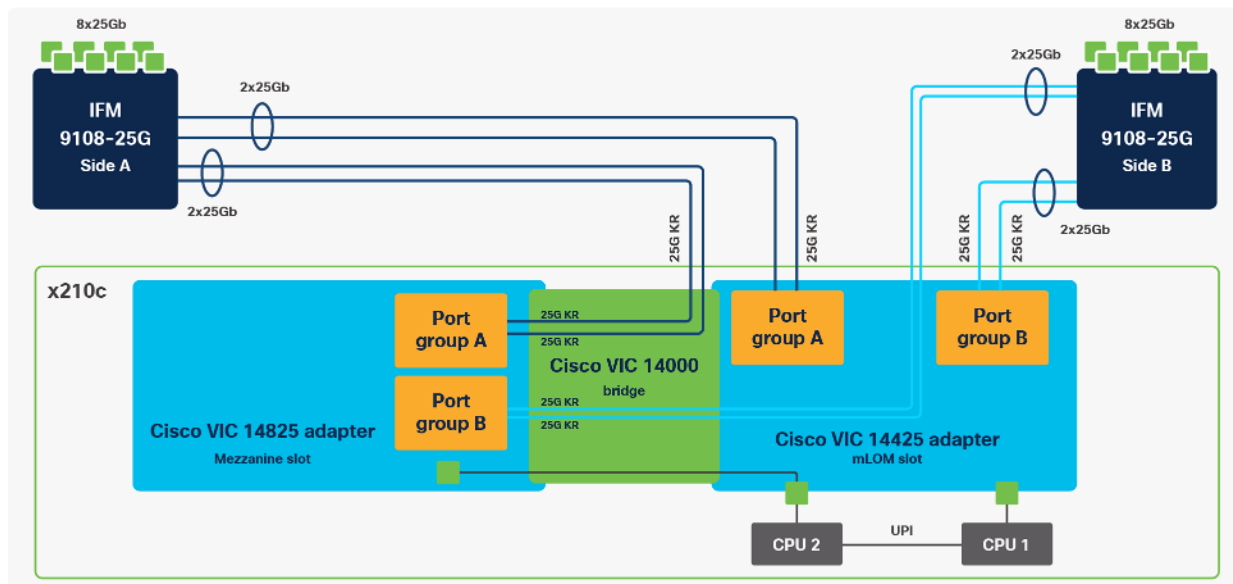 8x25Gb
8x25Gb
2x25Gb
2x25Gb
IFM
9108-25G
Side A
IFM
9108-25G
Side B
2x25Gb
2x25Gb
25G KR
25G KR
25G KR
25G KR
x210c
Port
group A
25G KR
25G KR
Port
group A
Port
group B
Cisco VIC 14000
bridge
Port
group B
25G KR
25G KR
Cisco VIC 14825 adapter
Mezzanine slot
Cisco VIC 14425 adapter
mLOM slot
CPU 2
UPI
CPU 1